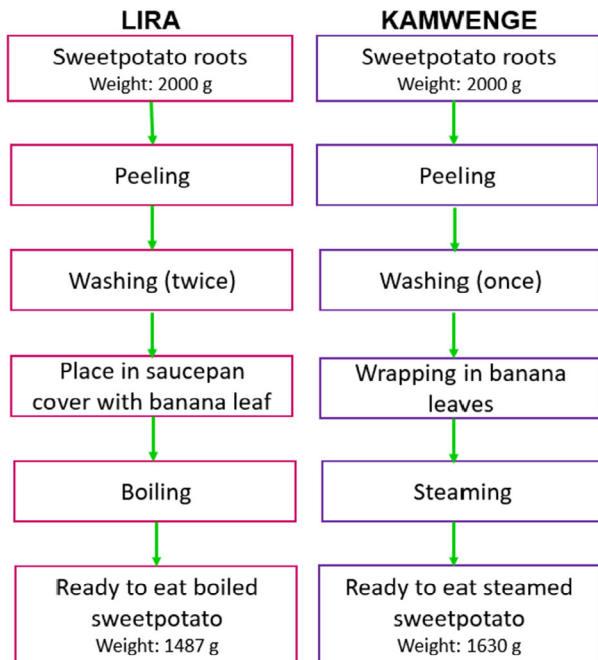 LIRA
Sweetpotato roots
Weight: 2000 g
Peeling
Washing (twice)
Place in saucepan
cover with banana leaf
Boiling
Ready to eat boiled
sweetpotato
Weight: 1487 g
KAMWENGE
Sweetpotato roots
Weight: 2000 g
Peeling
Washing (once)
Wrapping in banana
leaves
Steaming
Ready to eat steamed
sweetpotato
Weight: 1630 g